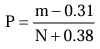 P = m − 0.31 / N + 0.38